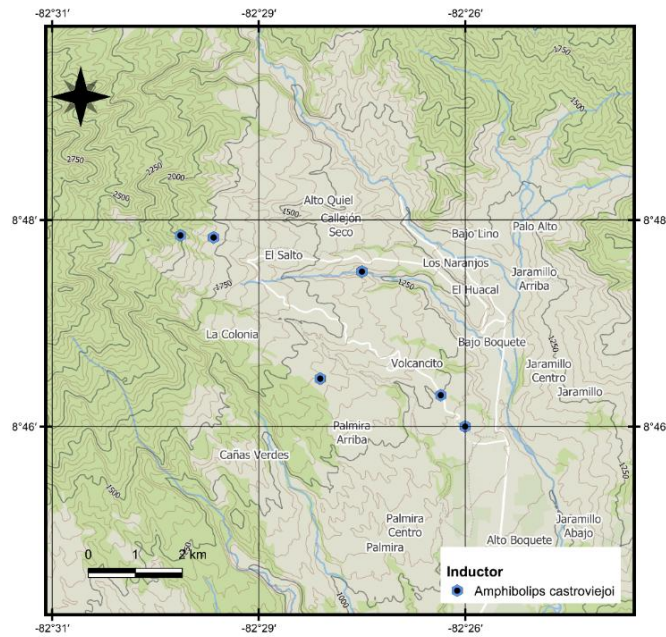 -82°31'
-82°29'
-82°26'
1750
1500
2750
2250
2000
2500
8°48'
8°48'
Alto Quiel
1500
Callejón
Seco
Bajo Lino
Palo Alto
El Salto
Los Naranjos
Jaramillo
Arriba
1750
1250
El Huacal
La Colonia
Bajo Boquete
1250
Volcancito
Jaramillo
Centro
Jaramillo
8°46'
8°46'
Palmira
Arriba
Cañas Verdes
1250
1500
Palmira
Centro
Palmira
Alto Boquete
Jaramillo
Abajo
0 1 2 km
1000
Inductor
Amphibolips castroviejoi
-82°31'
-82°29'
-82°26'